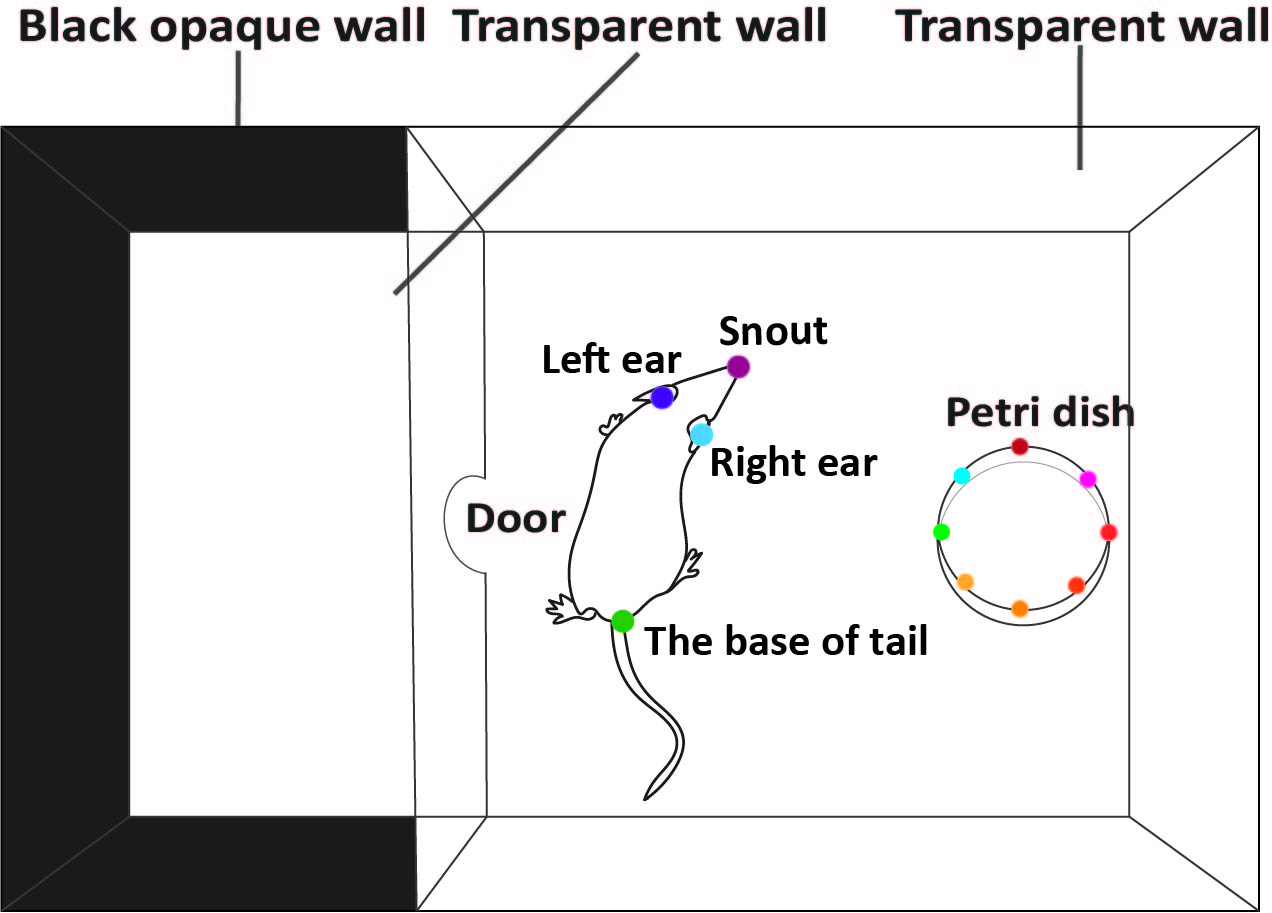 Black opaque wall
Transparent wall
Transparent wall
Snout
Left ear
Petri dish
Right ear
Door
The base of tail